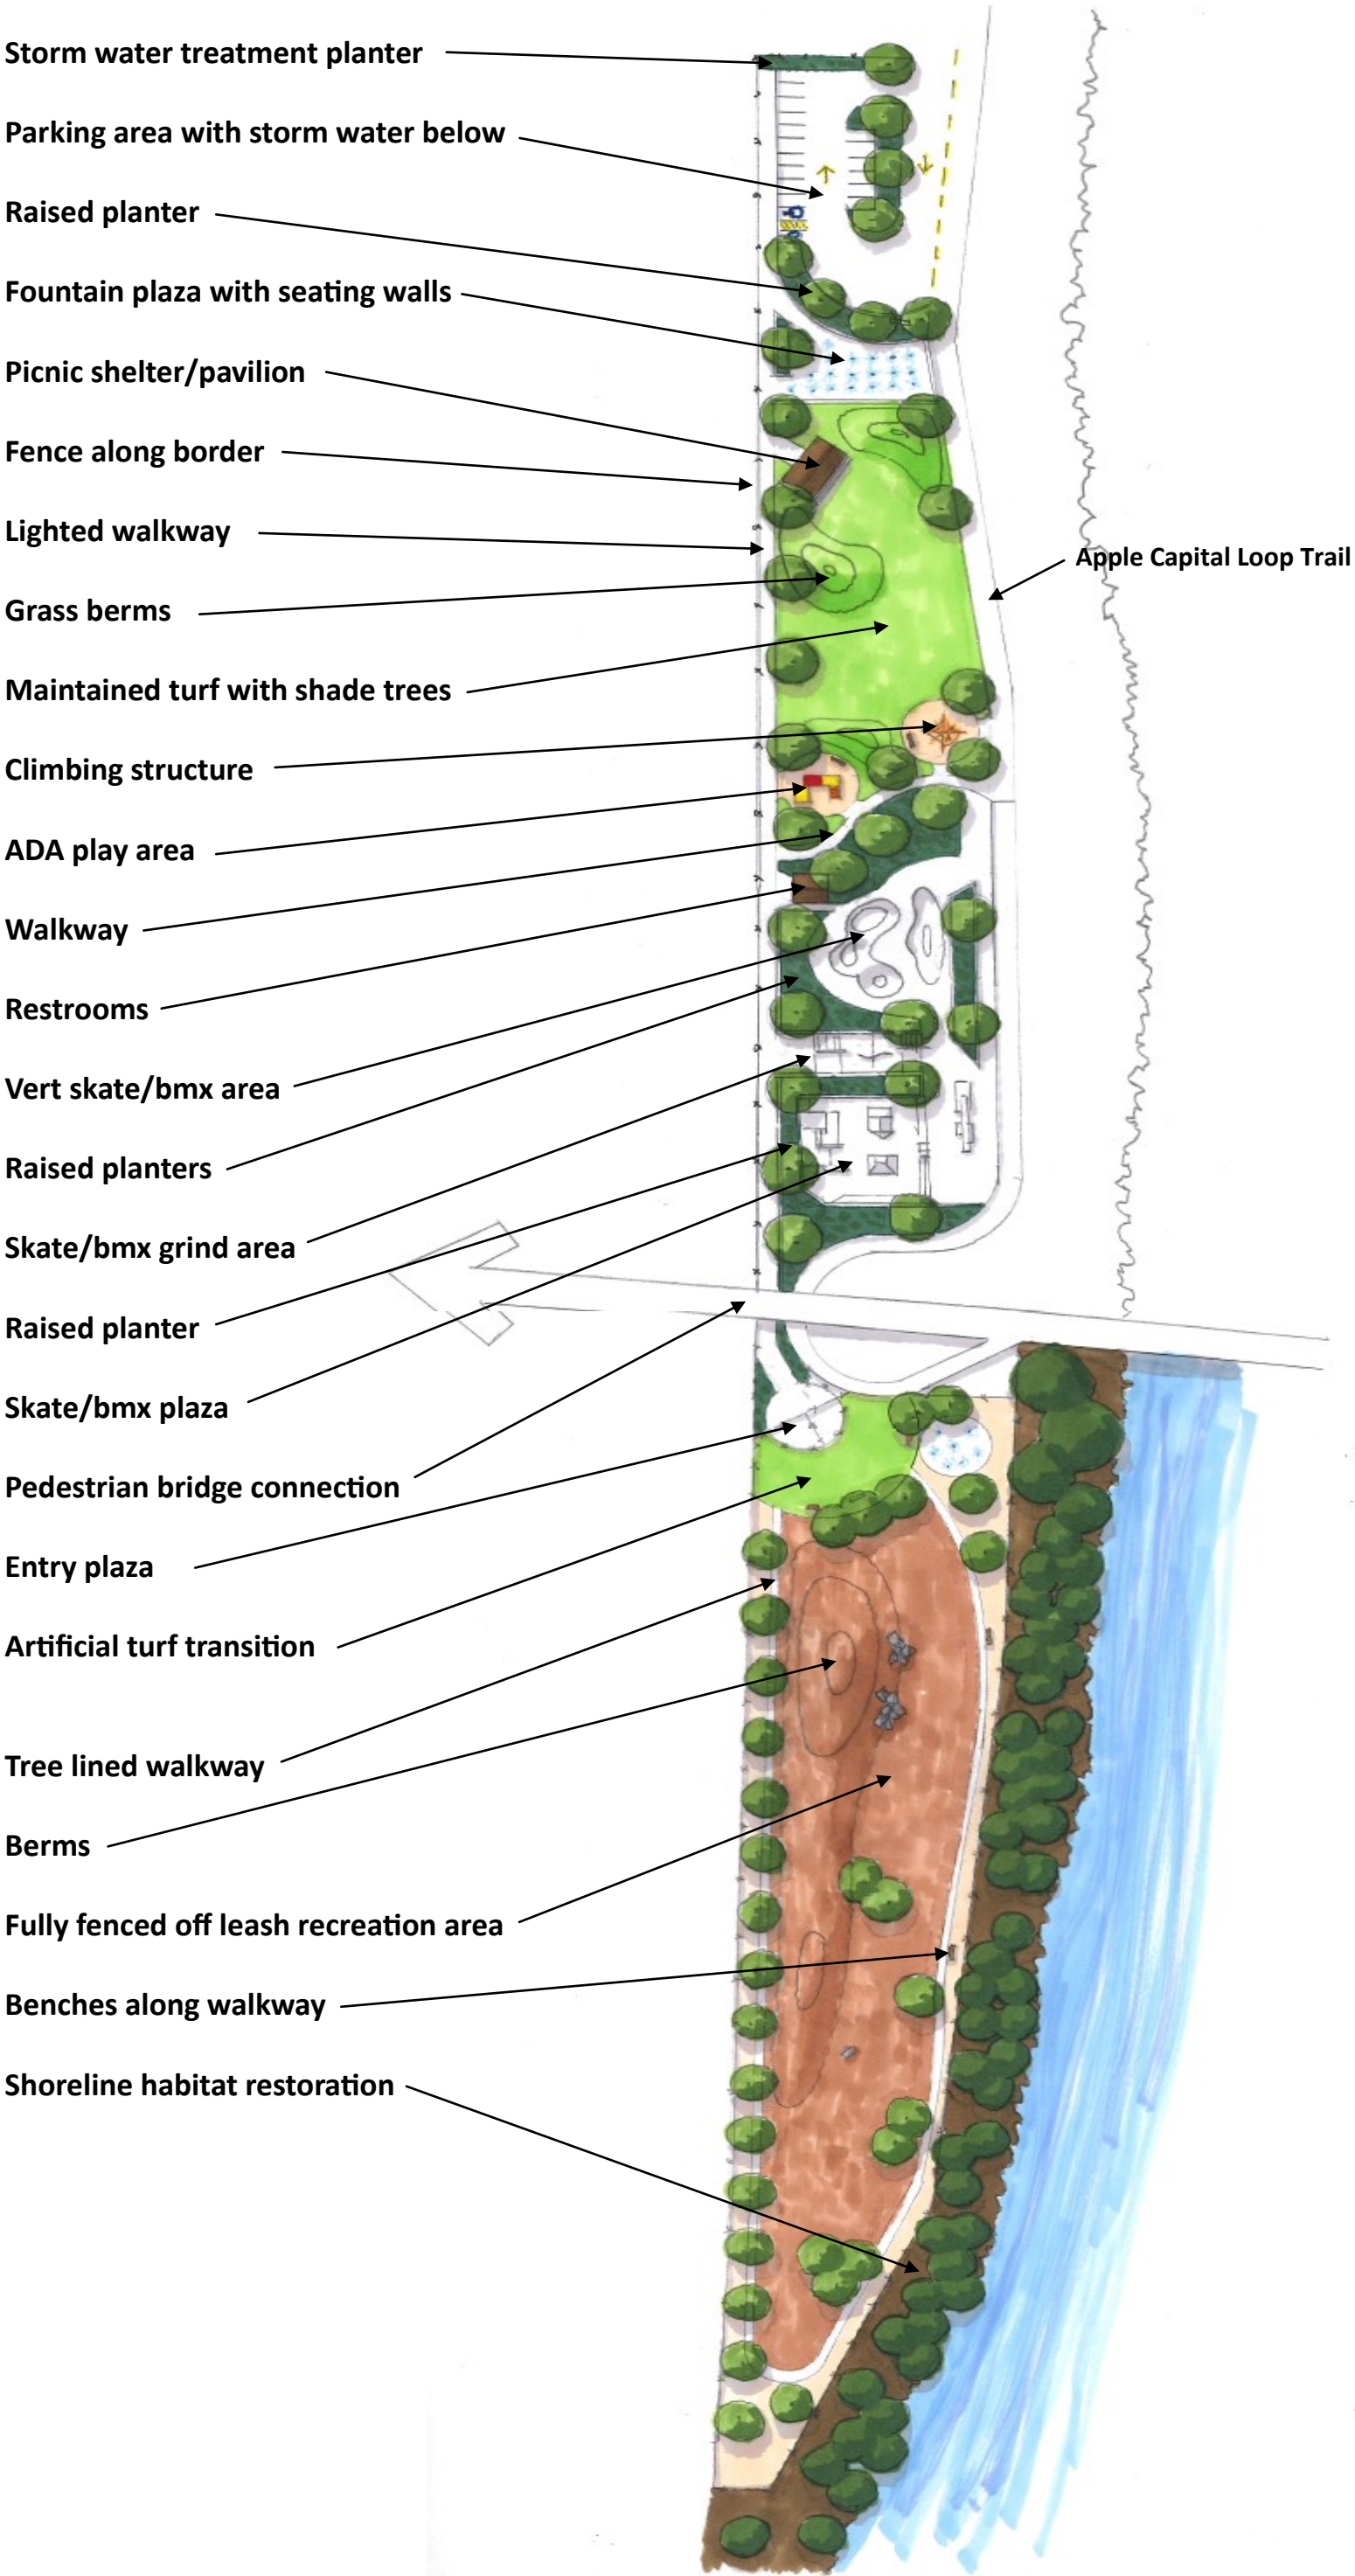 Storm water treatment planter
Parking area with storm water below
Raised planter
Fountain plaza with seating walls
Picnic shelter/pavilion
Fence along border
Lighted walkway
Apple Capital Loop Trail
Grass berms
Maintained turf with shade trees
Climbing structure
ADA play area
Walkway
Restrooms
Vert skate/bmx area
Raised planters
Skate/bmx grind area
Raised planter
Skate/bmx plaza
Pedestrian bridge connection
Entry plaza
Artificial turf transition
Tree lined walkway
Berms
Fully fenced off leash recreation area
Benches along walkway
Shoreline habitat restoration